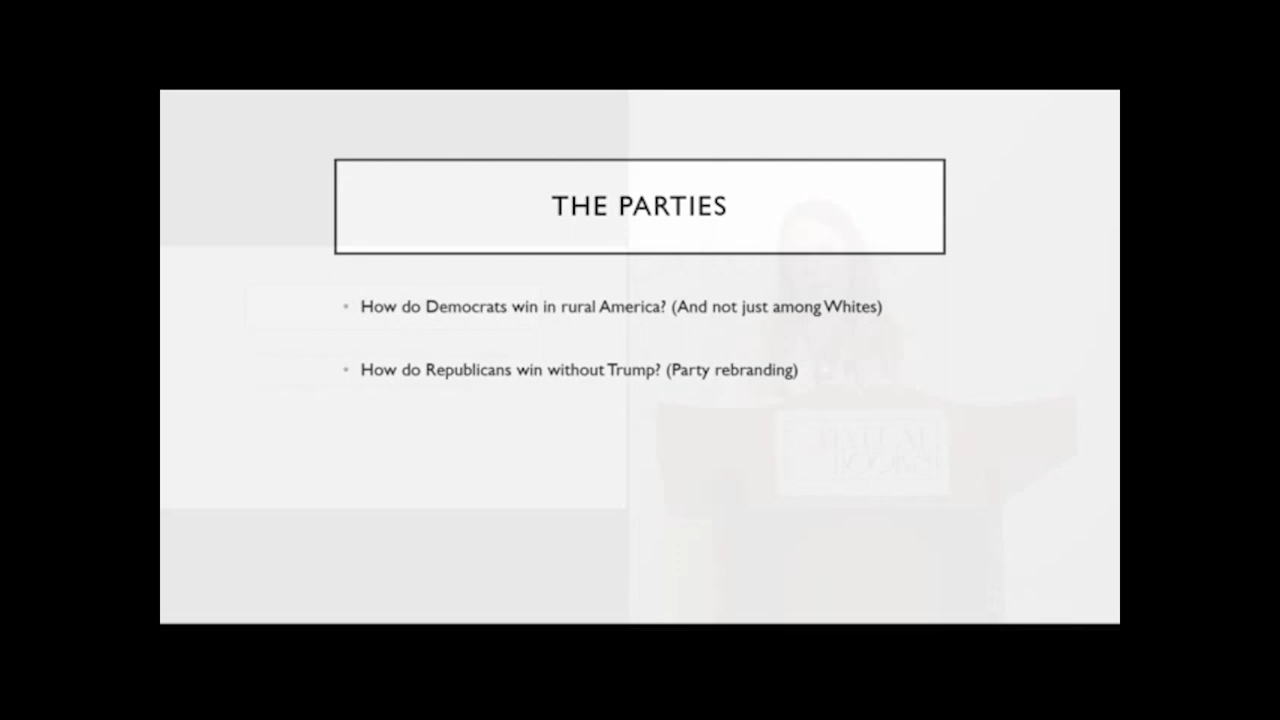 THE PARTIES
• How do Democrats win in rural America? (And not just among Whites)
• How do Republicans win without Trump? (Party rebranding)